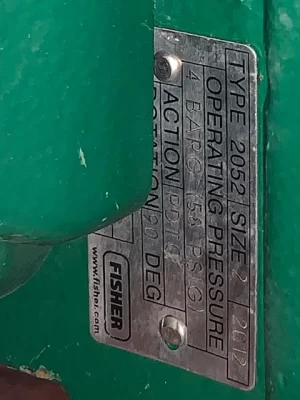 TYPE 2052 SIZE 2 2012
OPERATING PRESSURE
4 BARG (58 PSIG)
ACTION PDTC
ROTATION 90 DEG
FISHER
www.fisher.com